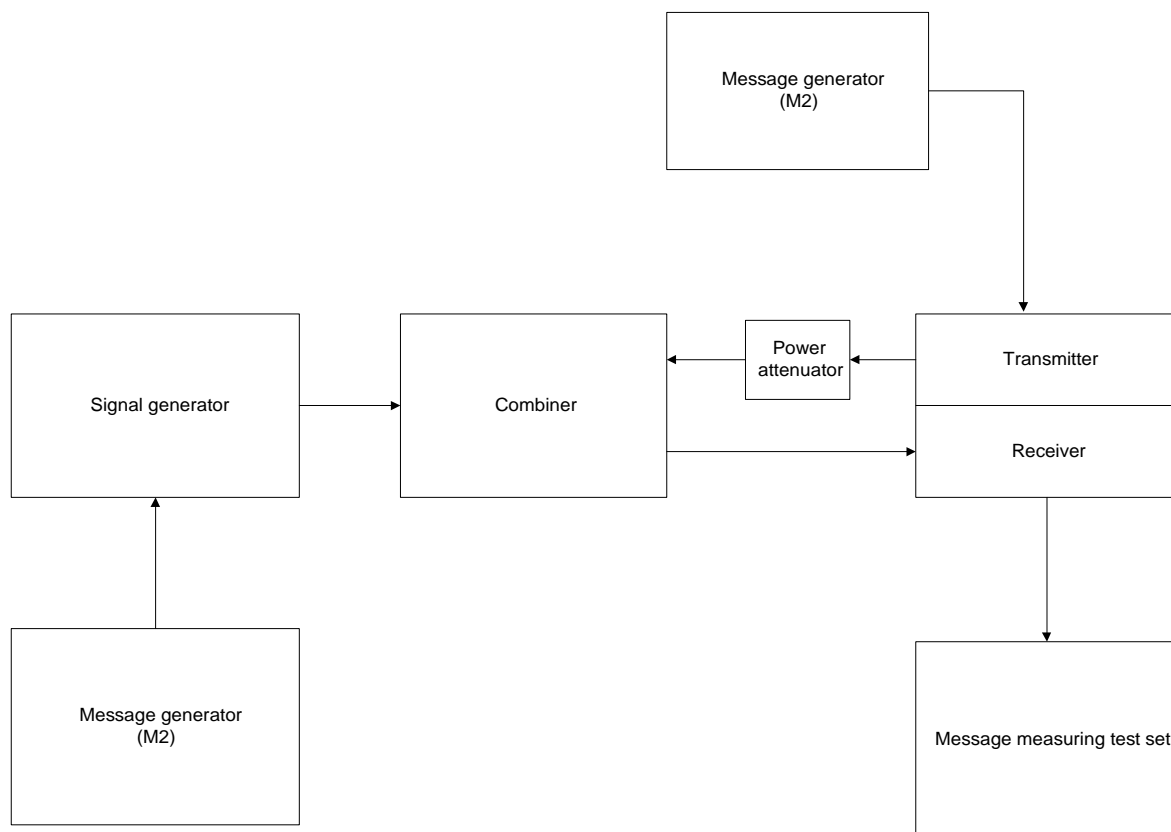 Message generator
(M2)
Power
attenuator
Transmitter
Signal generator
Combiner
Receiver
Message generator
(M2)
Message measuring test set